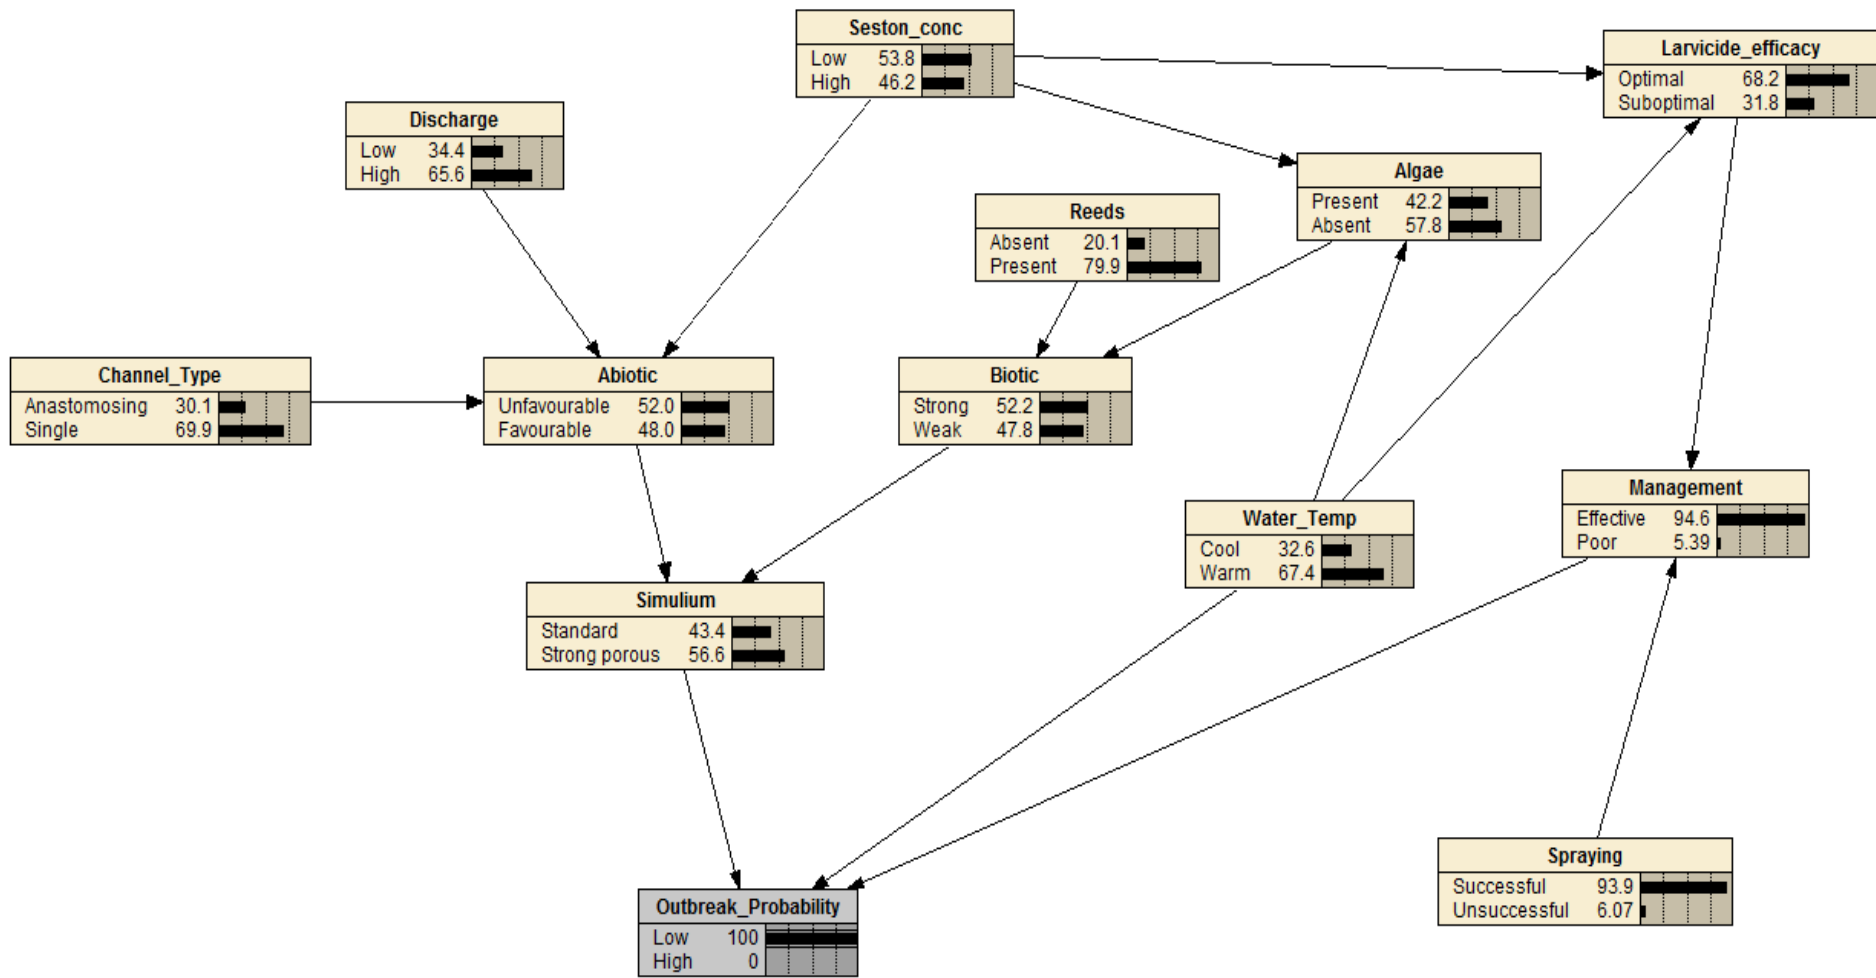 Seston_conc
Low 53.8
High 46.2
Larvicide_efficacy
Optimal 68.2
Suboptimal 31.8
Discharge
Low 34.4
High 65.6
Algae
Present 42.2
Absent 57.8
Reeds
Absent 20.1
Present 79.9
Channel_Type
Anastomosing 30.1
Single 69.9
Abiotic
Unfavourable 52.0
Favourable 48.0
Biotic
Strong 52.2
Weak 47.8
Management
Effective 94.6
Poor 5.39
Water_Temp
Cool 32.6
Warm 67.4
Simulium
Standard 43.4
Strong porous 56.6
Spraying
Successful 93.9
Unsuccessful 6.07
Outbreak_Probability
Low 100
High 0